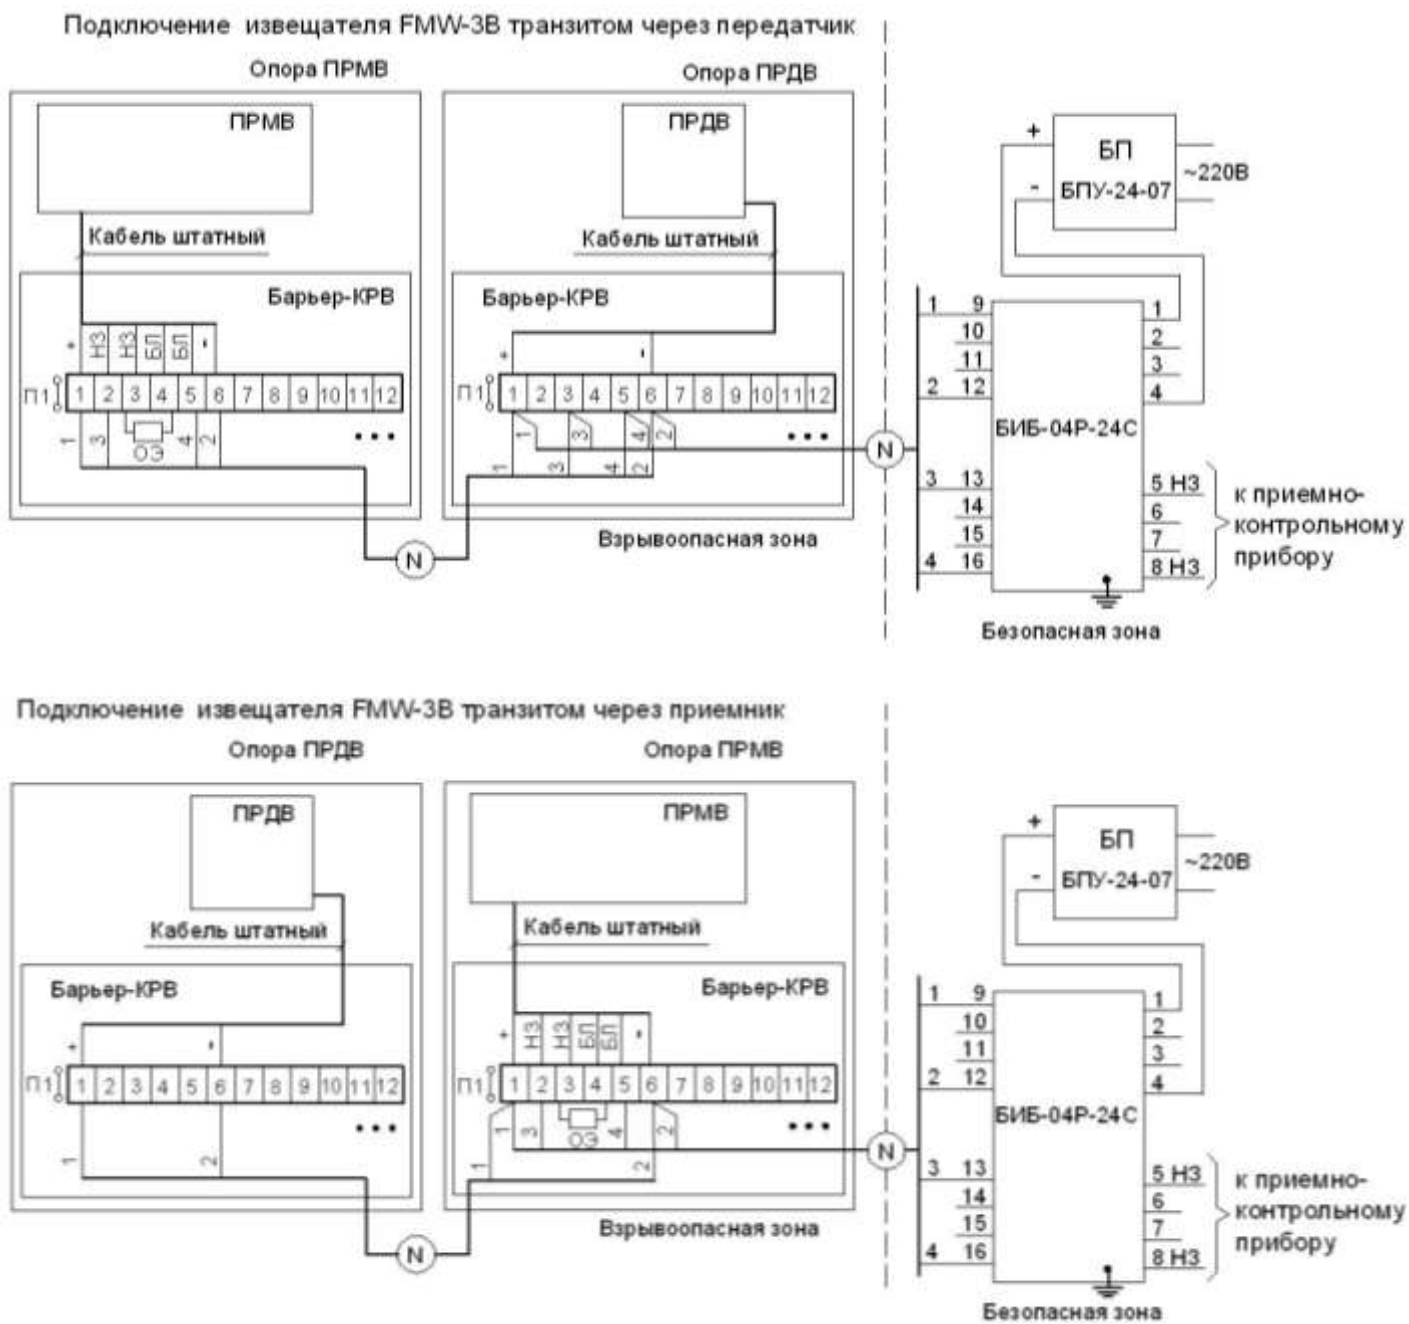 Подключение извещателя FMW-3В транзитом через передатчик
Опора ПРМВ
Опора ПРДВ
ПРМВ
ПРДВ
Кабель штатный
Кабель штатный
Барьер-КРВ
Барьер-КРВ
+ НЗ НЗ БЛ БЛ -
+ -
П1 1 2 3 4 5 6 7 8 9 10 11 12
П1 1 2 3 4 5 6 7 8 9 10 11 12
1 3 ОЭ 4 2
1 3 4 2
1 3 4 2
N
N
Взрывоопасная зона
+
-
БП
БПУ-24-07
~220В
1 9
10
11
2 12
3 13
14
15
4 16
БИБ-04Р-24С
1
2
3
4
5 НЗ
6
7
8 НЗ
к приемно-
контрольному
прибору
Безопасная зона
Подключение извещателя FMW-3В транзитом через приемник
Опора ПРДВ
Опора ПРМВ
ПРДВ
ПРМВ
Кабель штатный
Кабель штатный
Барьер-КРВ
Барьер-КРВ
+ -
+ НЗ НЗ БЛ БЛ -
П1 1 2 3 4 5 6 7 8 9 10 11 12
П1 1 2 3 4 5 6 7 8 9 10 11 12
1 2
1 3 ОЭ 4 2
1 2
N
N
Взрывоопасная зона
+
-
БП
БПУ-24-07
~220В
1 9
10
11
2 12
3 13
14
15
4 16
БИБ-04Р-24С
1
2
3
4
5 НЗ
6
7
8 НЗ
к приемно-
контрольному
прибору
Безопасная зона